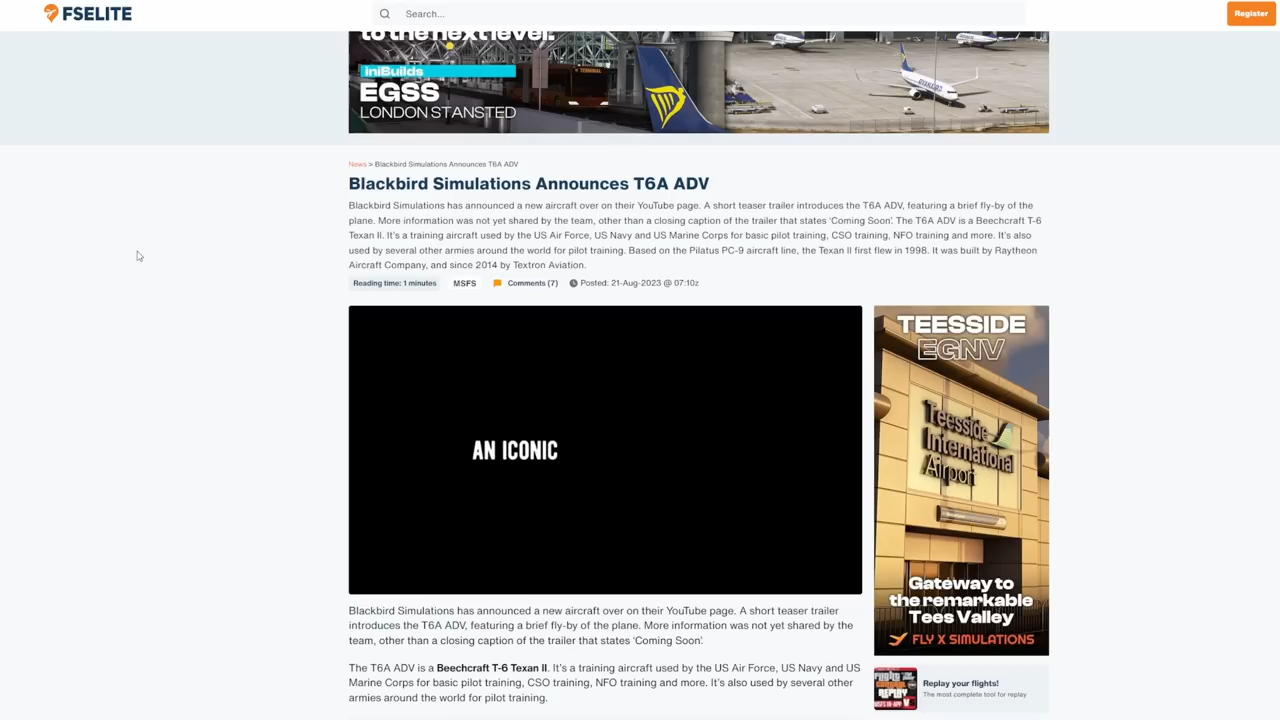 FSELITE
Search...
Register
to the next level.
iniBuilds
TERMINAL
EGSS
LONDON STANSTED
News > Blackbird Simulations Announces T6A ADV
Blackbird Simulations Announces T6A ADV
Blackbird Simulations has announced a new aircraft over on their YouTube page. A short teaser trailer introduces the T6A ADV, featuring a brief fly-by of the
plane. More information was not yet shared by the team, other than a closing caption of the trailer that states ‘Coming Soon’. The T6A ADV is a Beechcraft T-6
Texan II. It's a training aircraft used by the US Air Force, US Navy and US Marine Corps for basic pilot training, CSO training, NFO training and more. It's also
used by several other armies around the world for pilot training. Based on the Pilatus PC-9 aircraft line, the Texan II first flew in 1998. It was built by Raytheon
Aircraft Company, and since 2014 by Textron Aviation.
Reading time: 1 minutes MSFS Comments (7) Posted: 21-Aug-2023 @ 07:10z
AN ICONIC
TEESSIDE
EGNV
Teesside
International
Airport
Gateway to
the remarkable
Tees Valley
FLY X SIMULATIONS
Blackbird Simulations has announced a new aircraft over on their YouTube page. A short teaser trailer
introduces the T6A ADV, featuring a brief fly-by of the plane. More information was not yet shared by the
team, other than a closing caption of the trailer that states ‘Coming Soon’.
The T6A ADV is a Beechcraft T-6 Texan II. It's a training aircraft used by the US Air Force, US Navy and US
Marine Corps for basic pilot training, CSO training, NFO training and more. It's also used by several other
armies around the world for pilot training.
FLIGHT
CONTROL
REPLAY
MSFS IN-APP
Replay your flights!
The most complete tool for replay